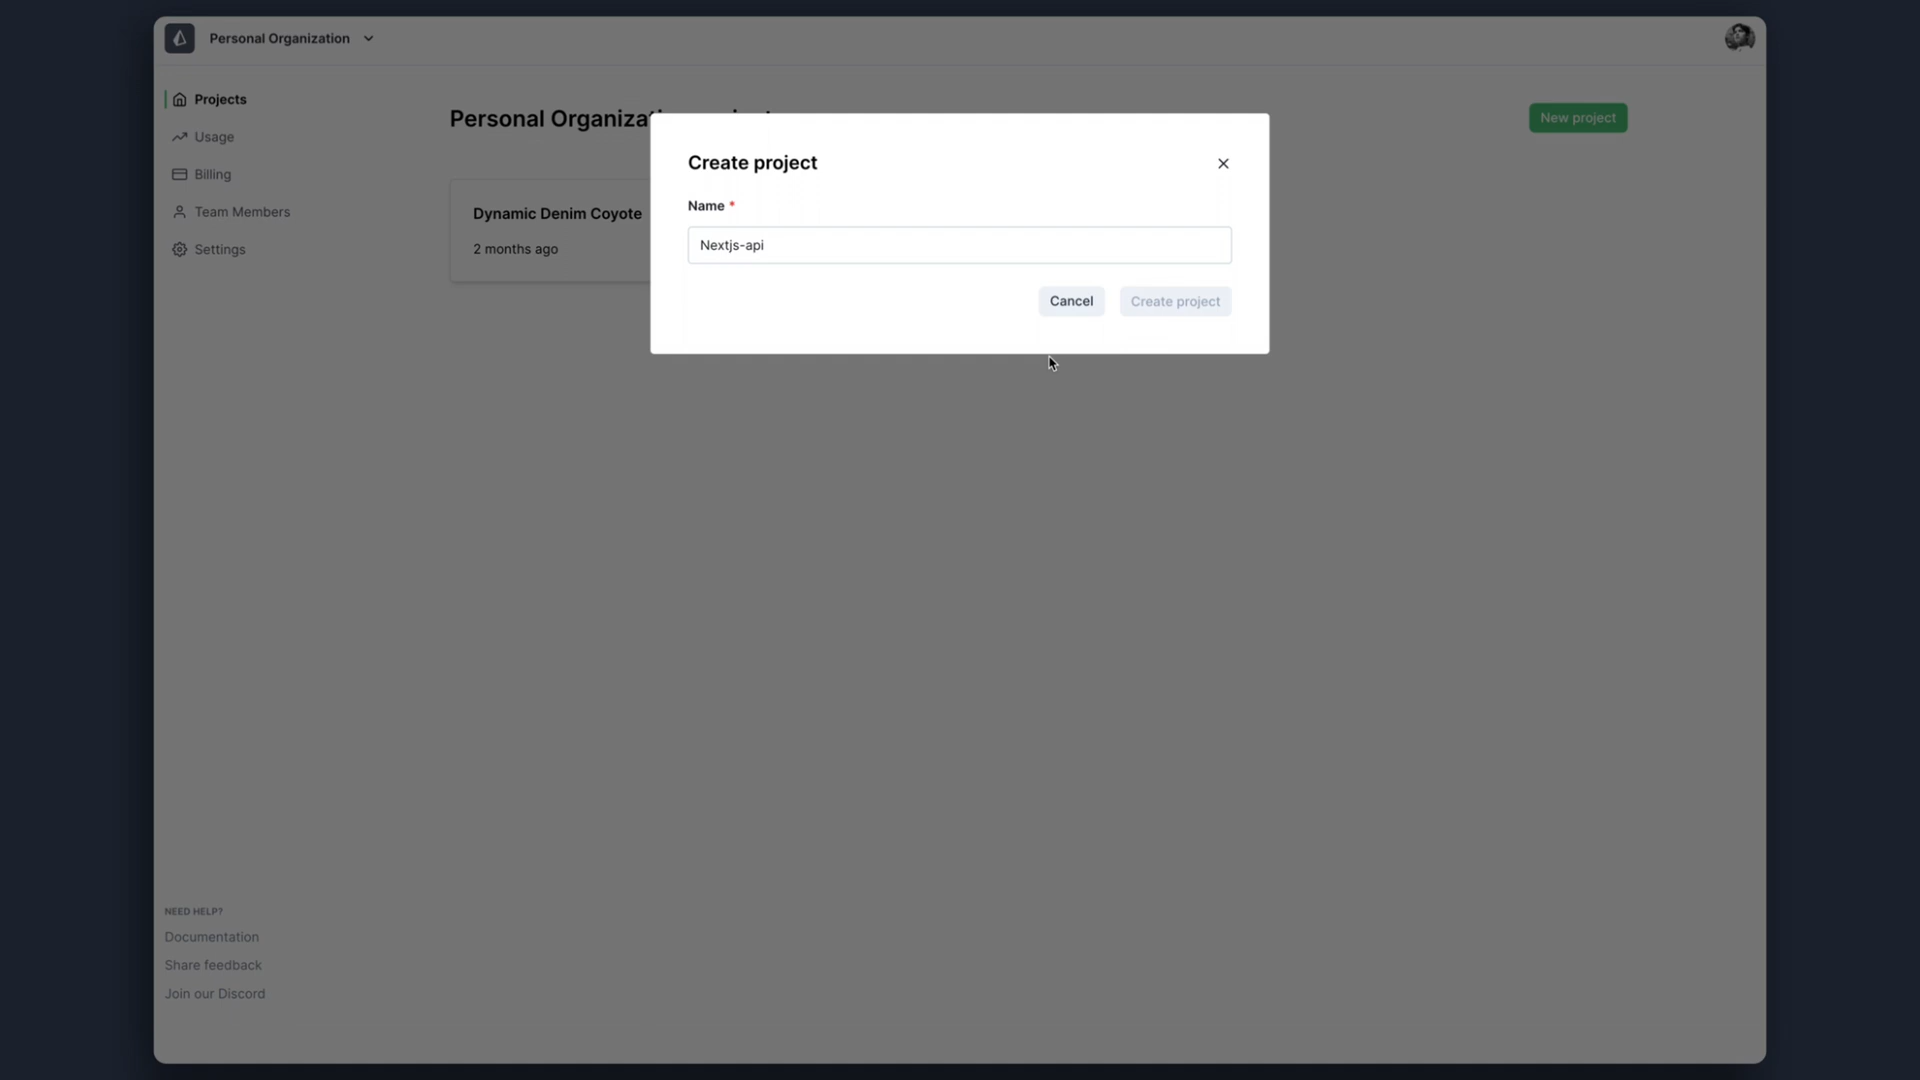 Personal Organization
Projects
Usage
Billing
Team Members
Settings
Personal Organiza
New project
Dynamic Denim Coyote
2 months ago
Create project
Name *
Nextjs-api
Cancel
Create project
NEED HELP?
Documentation
Share feedback
Join our Discord